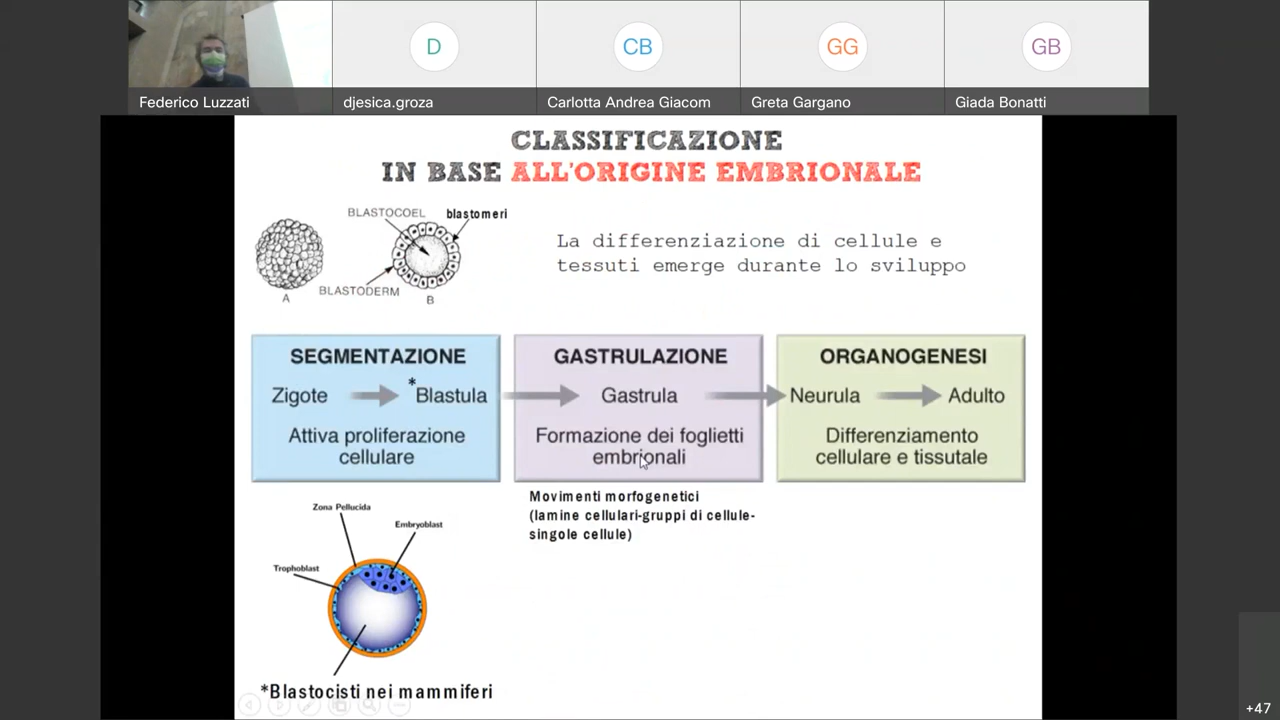 D
CB
GG
GB
Federico Luzzati
djesica.groza
Carlotta Andrea Giacom
Greta Gargano
Giada Bonatti
CLASSIFICAZIONE
IN BASE ALL'ORIGINE EMBRIONALE
BLASTOCOEL
blastomeri
BLASTODERM
A
B
La differenziazione di cellule e
tessuti emerge durante lo sviluppo
SEGMENTAZIONE
Zigote
*Blastula
Attiva proliferazione
cellulare
GASTRULAZIONE
Gastrula
Formazione dei foglietti
embrionali
ORGANOGENESI
Neurula
Adulto
Differenziamento
cellulare e tissutale
Movimenti morfogenetici
(lamine cellulari-gruppi di cellule-
singole cellule)
Zona Pellucida
Embryoblast
Trophoblast
*Blastocisti nei mammiferi
+47